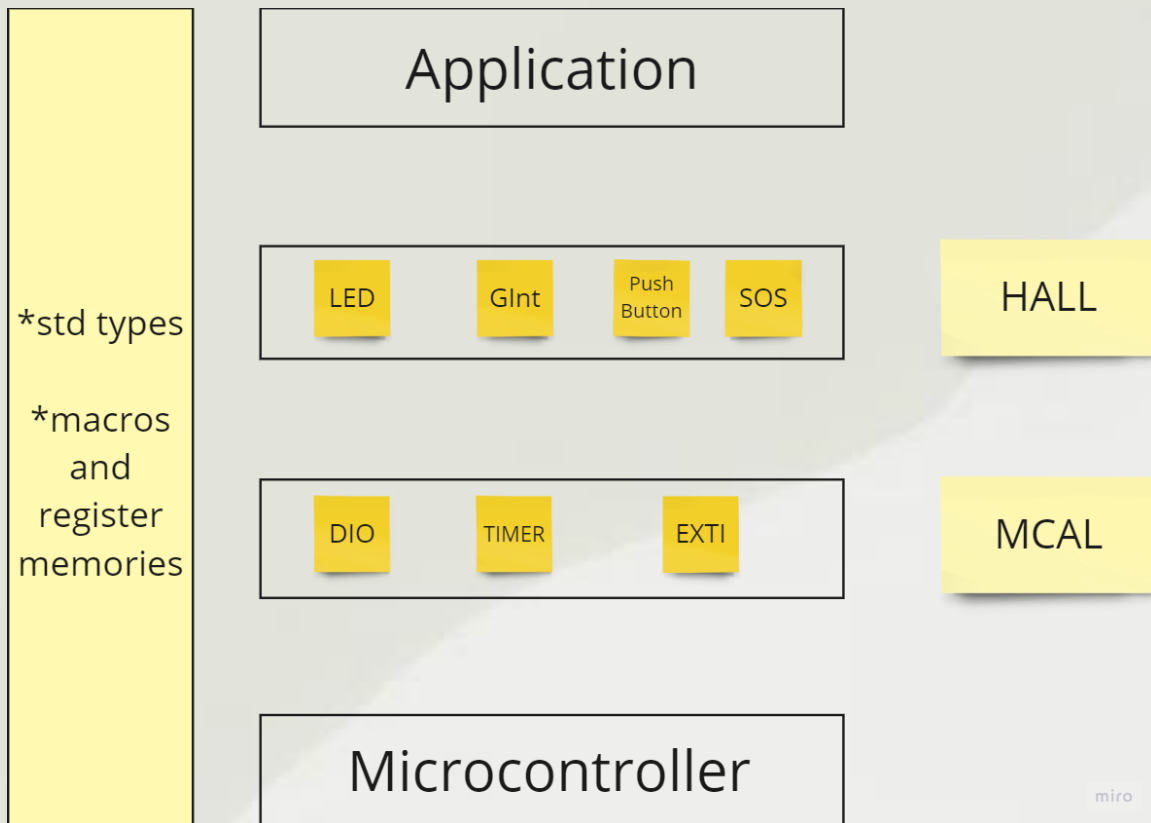 Application
*std types
*macros
and
register
memories
LED
GInt
Push
Button
SOS
HALL
DIO
TIMER
EXTI
MCAL
Microcontroller
miro